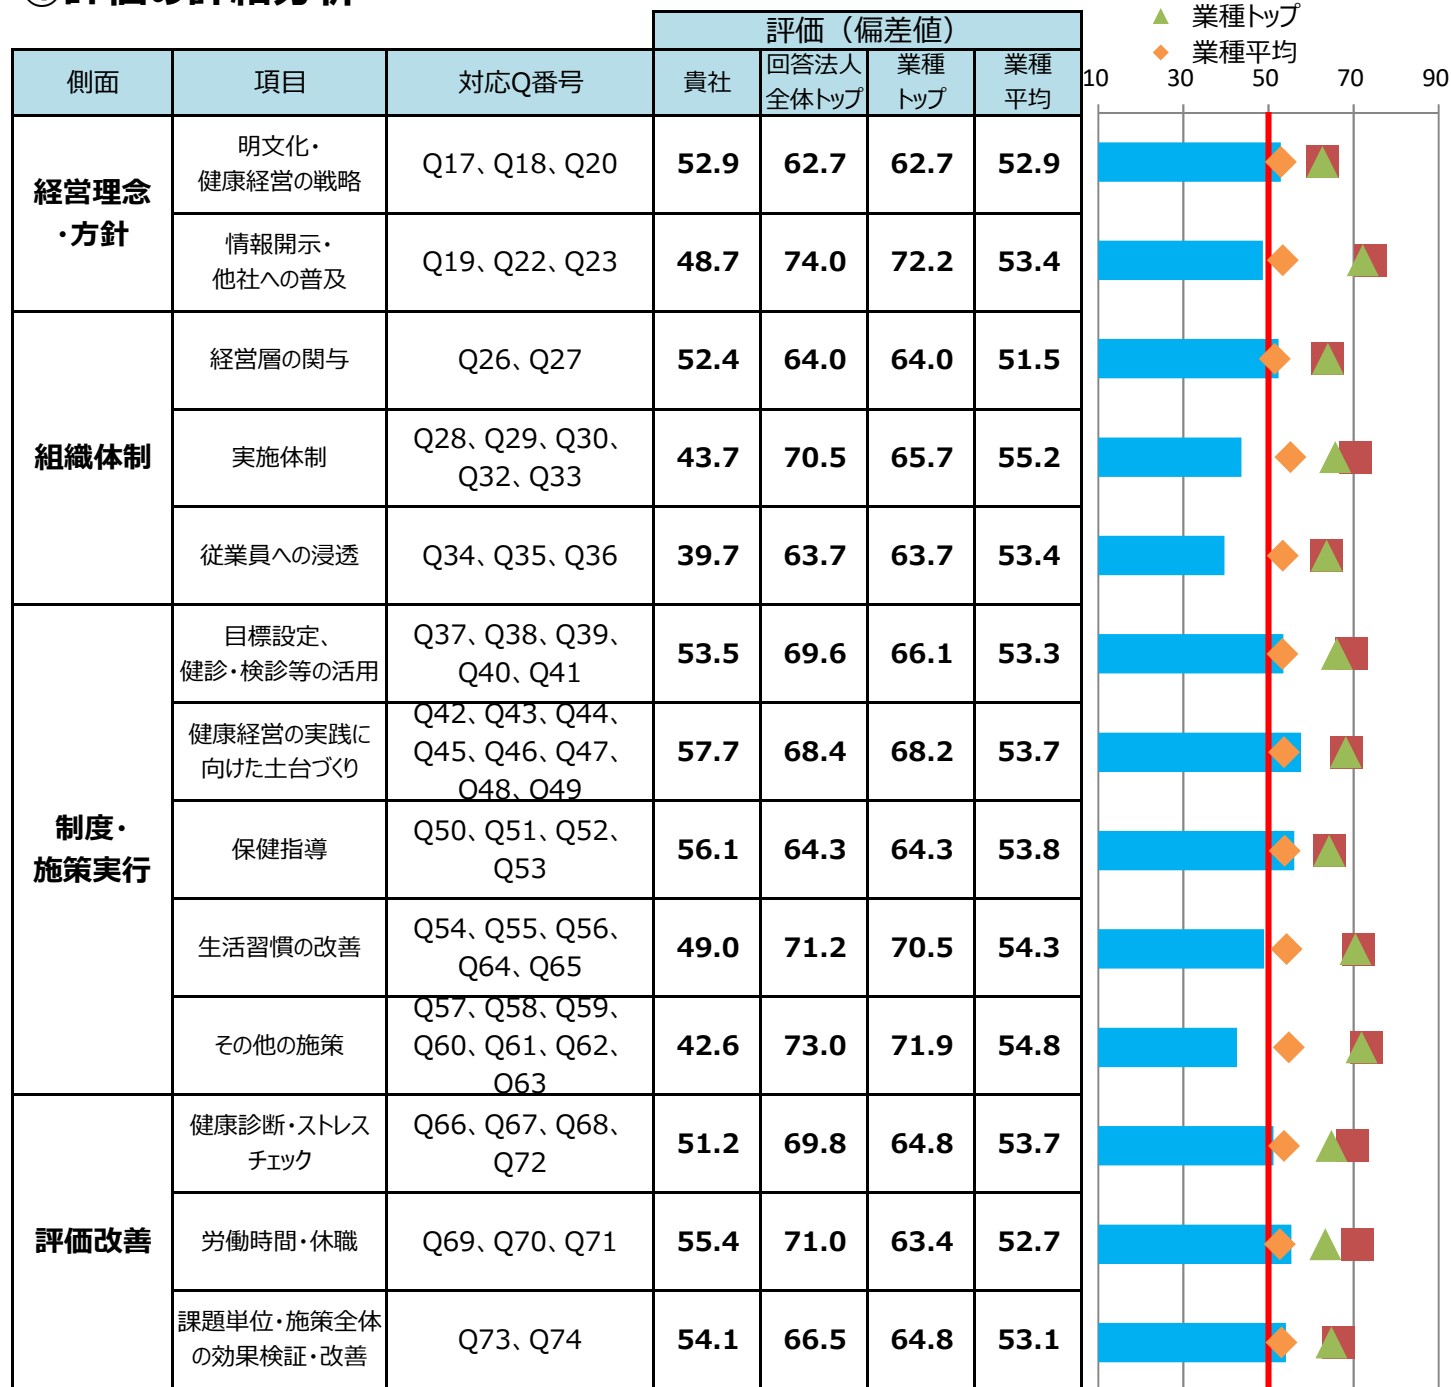 ▲ 業種トップ
◆ 業種平均
評価（偏差値）
側面 項目 対応Q番号 貴社 回答法人 業種 業種
全体トップ トップ 平均
10 30 50 70 90
経営理念
・方針
明文化・
健康経営の戦略
Q17、Q18、Q20 52.9 62.7 62.7 52.9
情報開示・
他社への普及
Q19、Q22、Q23 48.7 74.0 72.2 53.4
組織体制
経営層の関与 Q26、Q27 52.4 64.0 64.0 51.5
実施体制
Q28、Q29、Q30、
Q32、Q33
43.7 70.5 65.7 55.2
従業員への浸透 Q34、Q35、Q36 39.7 63.7 63.7 53.4
制度・
施策実行
目標設定、
健診・検診等の活用
Q37、Q38、Q39、
Q40、Q41
53.5 69.6 66.1 53.3
健康経営の実践に
向けた土台づくり
Q42、Q43、Q44、
Q45、Q46、Q47、
Q48、Q49
57.7 68.4 68.2 53.7
保健指導
Q50、Q51、Q52、
Q53
56.1 64.3 64.3 53.8
生活習慣の改善
Q54、Q55、Q56、
Q64、Q65
49.0 71.2 70.5 54.3
その他の施策
Q57、Q58、Q59、
Q60、Q61、Q62、
Q63
42.6 73.0 71.9 54.8
評価改善
健康診断・ストレス
チェック
Q66、Q67、Q68、
Q72
51.2 69.8 64.8 53.7
労働時間・休職 Q69、Q70、Q71 55.4 71.0 63.4 52.7
課題単位・施策全体
の効果検証・改善
Q73、Q74 54.1 66.5 64.8 53.1